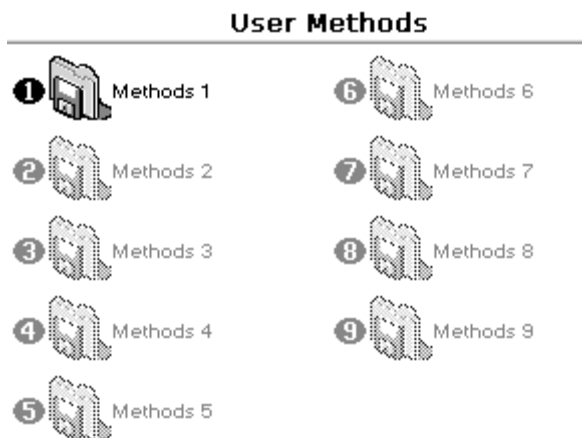 User Methods
1 Methods 1
2 Methods 2
3 Methods 3
4 Methods 4
5 Methods 5
6 Methods 6
7 Methods 7
8 Methods 8
9 Methods 9